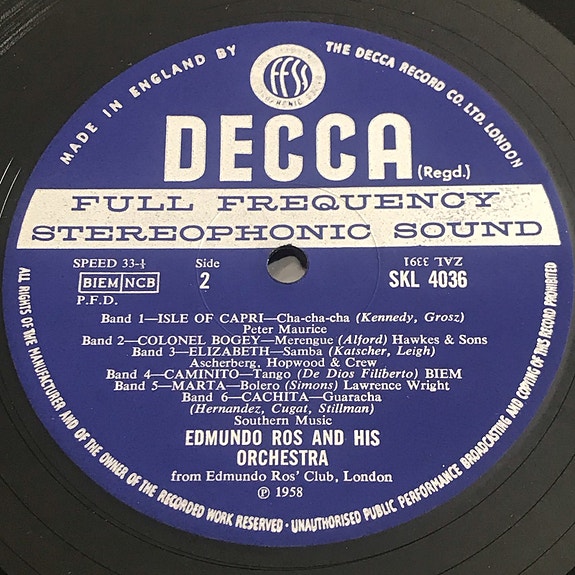 MADE IN ENGLAND BY
THE DECCA RECORD CO. LTD. LONDON
FFSS
DECCA (Regd.)
FULL FREQUENCY
STEREOPHONIC SOUND
SPEED 33-⅓
Side
2
ZAL 3391
SKL 4036
BIEM NCB
P.F.D.
Band 1—ISLE OF CAPRI—Cha-cha-cha (Kennedy, Grosz)
Peter Maurice
Band 2—COLONEL BOGEY—Merengue (Alford) Hawkes & Sons
Band 3—ELIZABETH—Samba (Katscher, Leigh)
Ascherberg, Hopwood & Crew
Band 4—CAMINITO—Tango (De Dios Filiberto) BIEM
Band 5—MARTA—Bolero (Simons) Lawrence Wright
Band 6—CACHITA—Guaracha
(Hernandez, Cugat, Stillman)
Southern Music
EDMUNDO ROS AND HIS
ORCHESTRA
from Edmundo Ros' Club, London
Ⓟ 1958
ALL RIGHTS OF THE MANUFACTURER AND OF THE OWNER OF THE RECORDED WORK RESERVED · UNAUTHORISED PUBLIC PERFORMANCE BROADCASTING AND COPYING OF THIS RECORD PROHIBITED